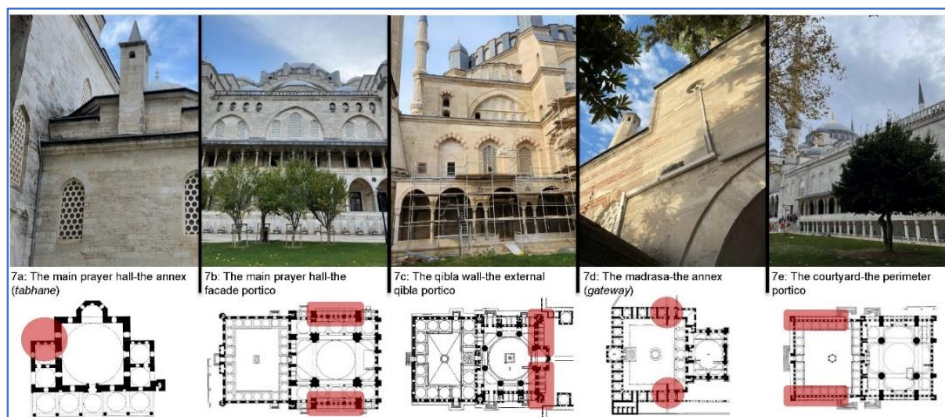 7a: The main prayer hall-the annex
(tabhane)
7b: The main prayer hall-the
facade portico
7c: The qibla wall-the external
qibla portico
7d: The madrasa-the annex
(gateway)
7e: The courtyard-the perimeter
portico